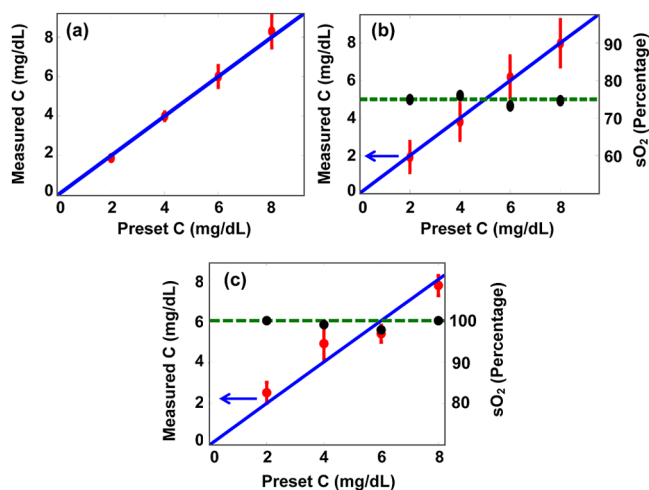 (a)
Measured C (mg/dL)
8
6
4
2
0
0 2 4 6 8
Preset C (mg/dL)
(b)
Measured C (mg/dL)
8
6
4
2
0
0 2 4 6 8
Preset C (mg/dL)
90
80
70
60
sO₂ (Percentage)
(c)
Measured C (mg/dL)
8
6
4
2
0
0 2 4 6 8
Preset C (mg/dL)
100
90
80
sO₂ (Percentage)